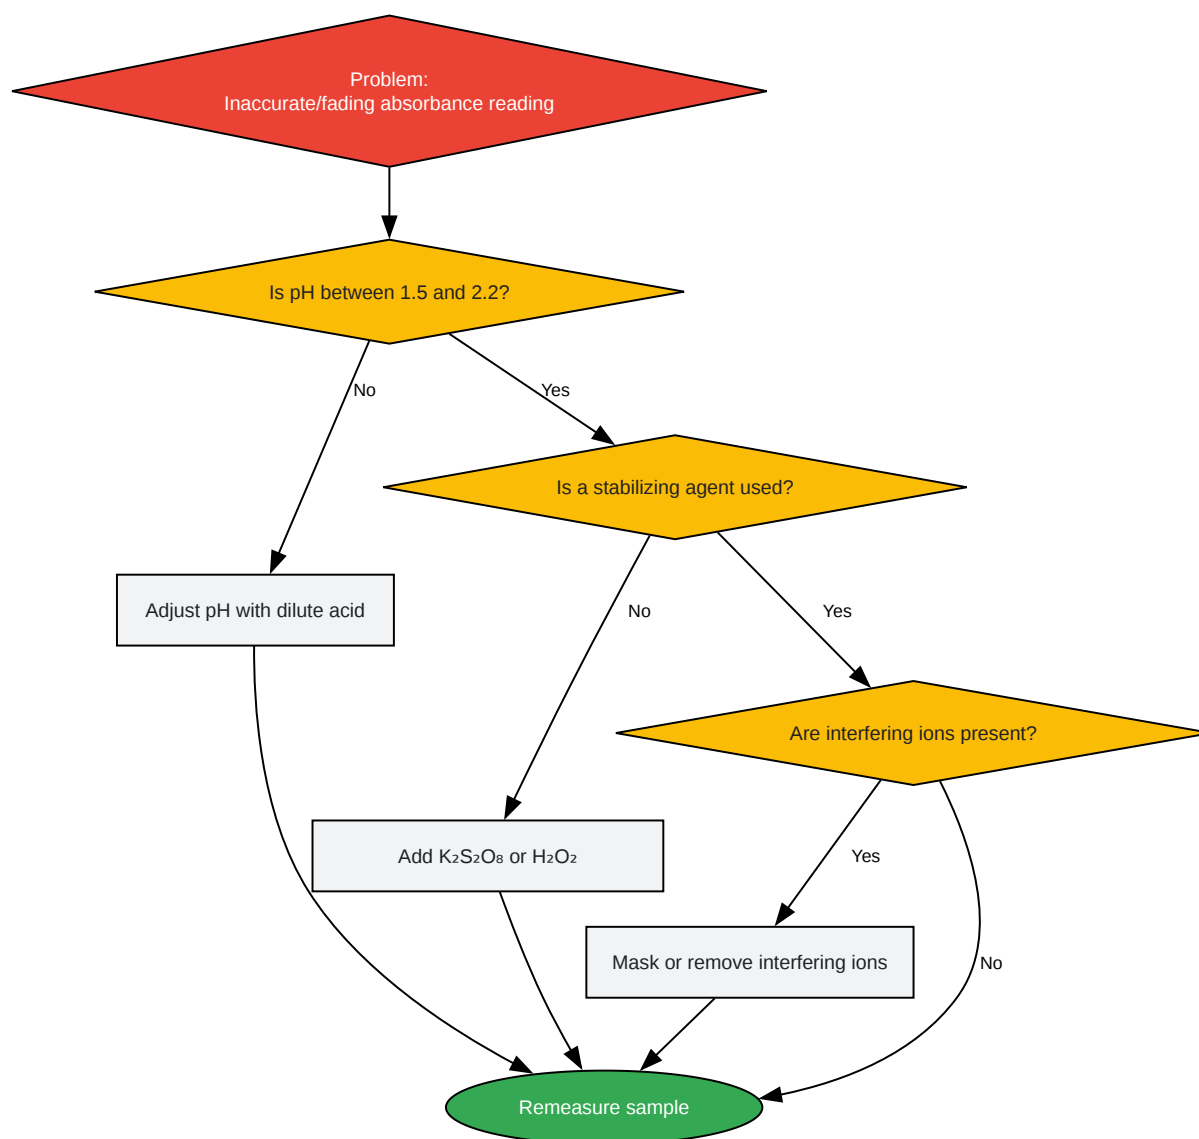 Problem:
Inaccurate/fading absorbance reading
Is pH between 1.5 and 2.2?
No
Yes
Is a stabilizing agent used?
Adjust pH with dilute acid
No
Yes
Are interfering ions present?
Add K₂S₂O₈ or H₂O₂
Yes
Mask or remove interfering ions
No
Remeasure sample